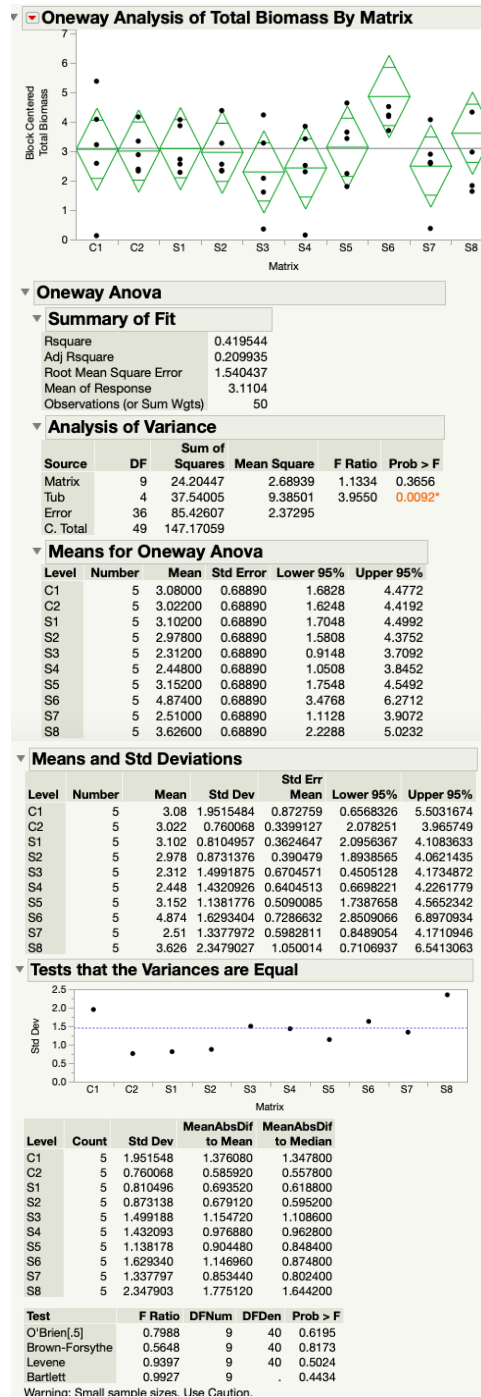 Oneway Analysis of Total Biomass By Matrix
7
6
5
4
3
2
1
0
Block Centered
Total Biomass
C1 C2 S1 S2 S3 S4 S5 S6 S7 S8
Matrix
Oneway Anova
Summary of Fit
Rsquare 0.419544
Adj Rsquare 0.209935
Root Mean Square Error 1.540437
Mean of Response 3.1104
Observations (or Sum Wgts) 50
Analysis of Variance
Sum of
Source DF Squares Mean Square F Ratio Prob > F
Matrix 9 24.20447 2.68939 1.1334 0.3656
Tub 4 37.54005 9.38501 3.9550 0.0092*
Error 36 85.42607 2.37295
C. Total 49 147.17059
Means for Oneway Anova
Level Number Mean Std Error Lower 95% Upper 95%
C1 5 3.08000 0.68890 1.6828 4.4772
C2 5 3.02200 0.68890 1.6248 4.4192
S1 5 3.10200 0.68890 1.7048 4.4992
S2 5 2.97800 0.68890 1.5808 4.3752
S3 5 2.31200 0.68890 0.9148 3.7092
S4 5 2.44800 0.68890 1.0508 3.8452
S5 5 3.15200 0.68890 1.7548 4.5492
S6 5 4.87400 0.68890 3.4768 6.2712
S7 5 2.51000 0.68890 1.1128 3.9072
S8 5 3.62600 0.68890 2.2288 5.0232
Means and Std Deviations
Std Err
Level Number Mean Std Dev Mean Lower 95% Upper 95%
C1 5 3.08 1.9515484 0.872759 0.6568326 5.5031674
C2 5 3.022 0.760068 0.3399127 2.078251 3.965749
S1 5 3.102 0.8104957 0.3624647 2.0956367 4.1083633
S2 5 2.978 0.8731376 0.390479 1.8938565 4.0621435
S3 5 2.312 1.4991875 0.6704571 0.4505128 4.1734872
S4 5 2.448 1.4320926 0.6404513 0.6698221 4.2261779
S5 5 3.152 1.1381776 0.5090085 1.7387658 4.5652342
S6 5 4.874 1.6293404 0.7286632 2.8509066 6.8970934
S7 5 2.51 1.3377972 0.5982811 0.8489054 4.1710946
S8 5 3.626 2.3479027 1.050014 0.7106937 6.5413063
Tests that the Variances are Equal
2.5
2.0
1.5
1.0
0.5
0.0
Std Dev
C1 C2 S1 S2 S3 S4 S5 S6 S7 S8
Matrix
MeanAbsDif MeanAbsDif
Level Count Std Dev to Mean to Median
C1 5 1.951548 1.376080 1.347800
C2 5 0.760068 0.585920 0.557800
S1 5 0.810496 0.693520 0.618800
S2 5 0.873138 0.679120 0.595200
S3 5 1.499188 1.154720 1.108600
S4 5 1.432093 0.976880 0.962800
S5 5 1.138178 0.904480 0.848400
S6 5 1.629340 1.146960 0.874800
S7 5 1.337797 0.853440 0.802400
S8 5 2.347903 1.775120 1.644200
Test F Ratio DFNum DFDen Prob > F
O'Brien[.5] 0.7988 9 40 0.6195
Brown-Forsythe 0.5648 9 40 0.8173
Levene 0.9397 9 40 0.5024
Bartlett 0.9927 9 . 0.4434
Warning: Small sample sizes. Use Caution.